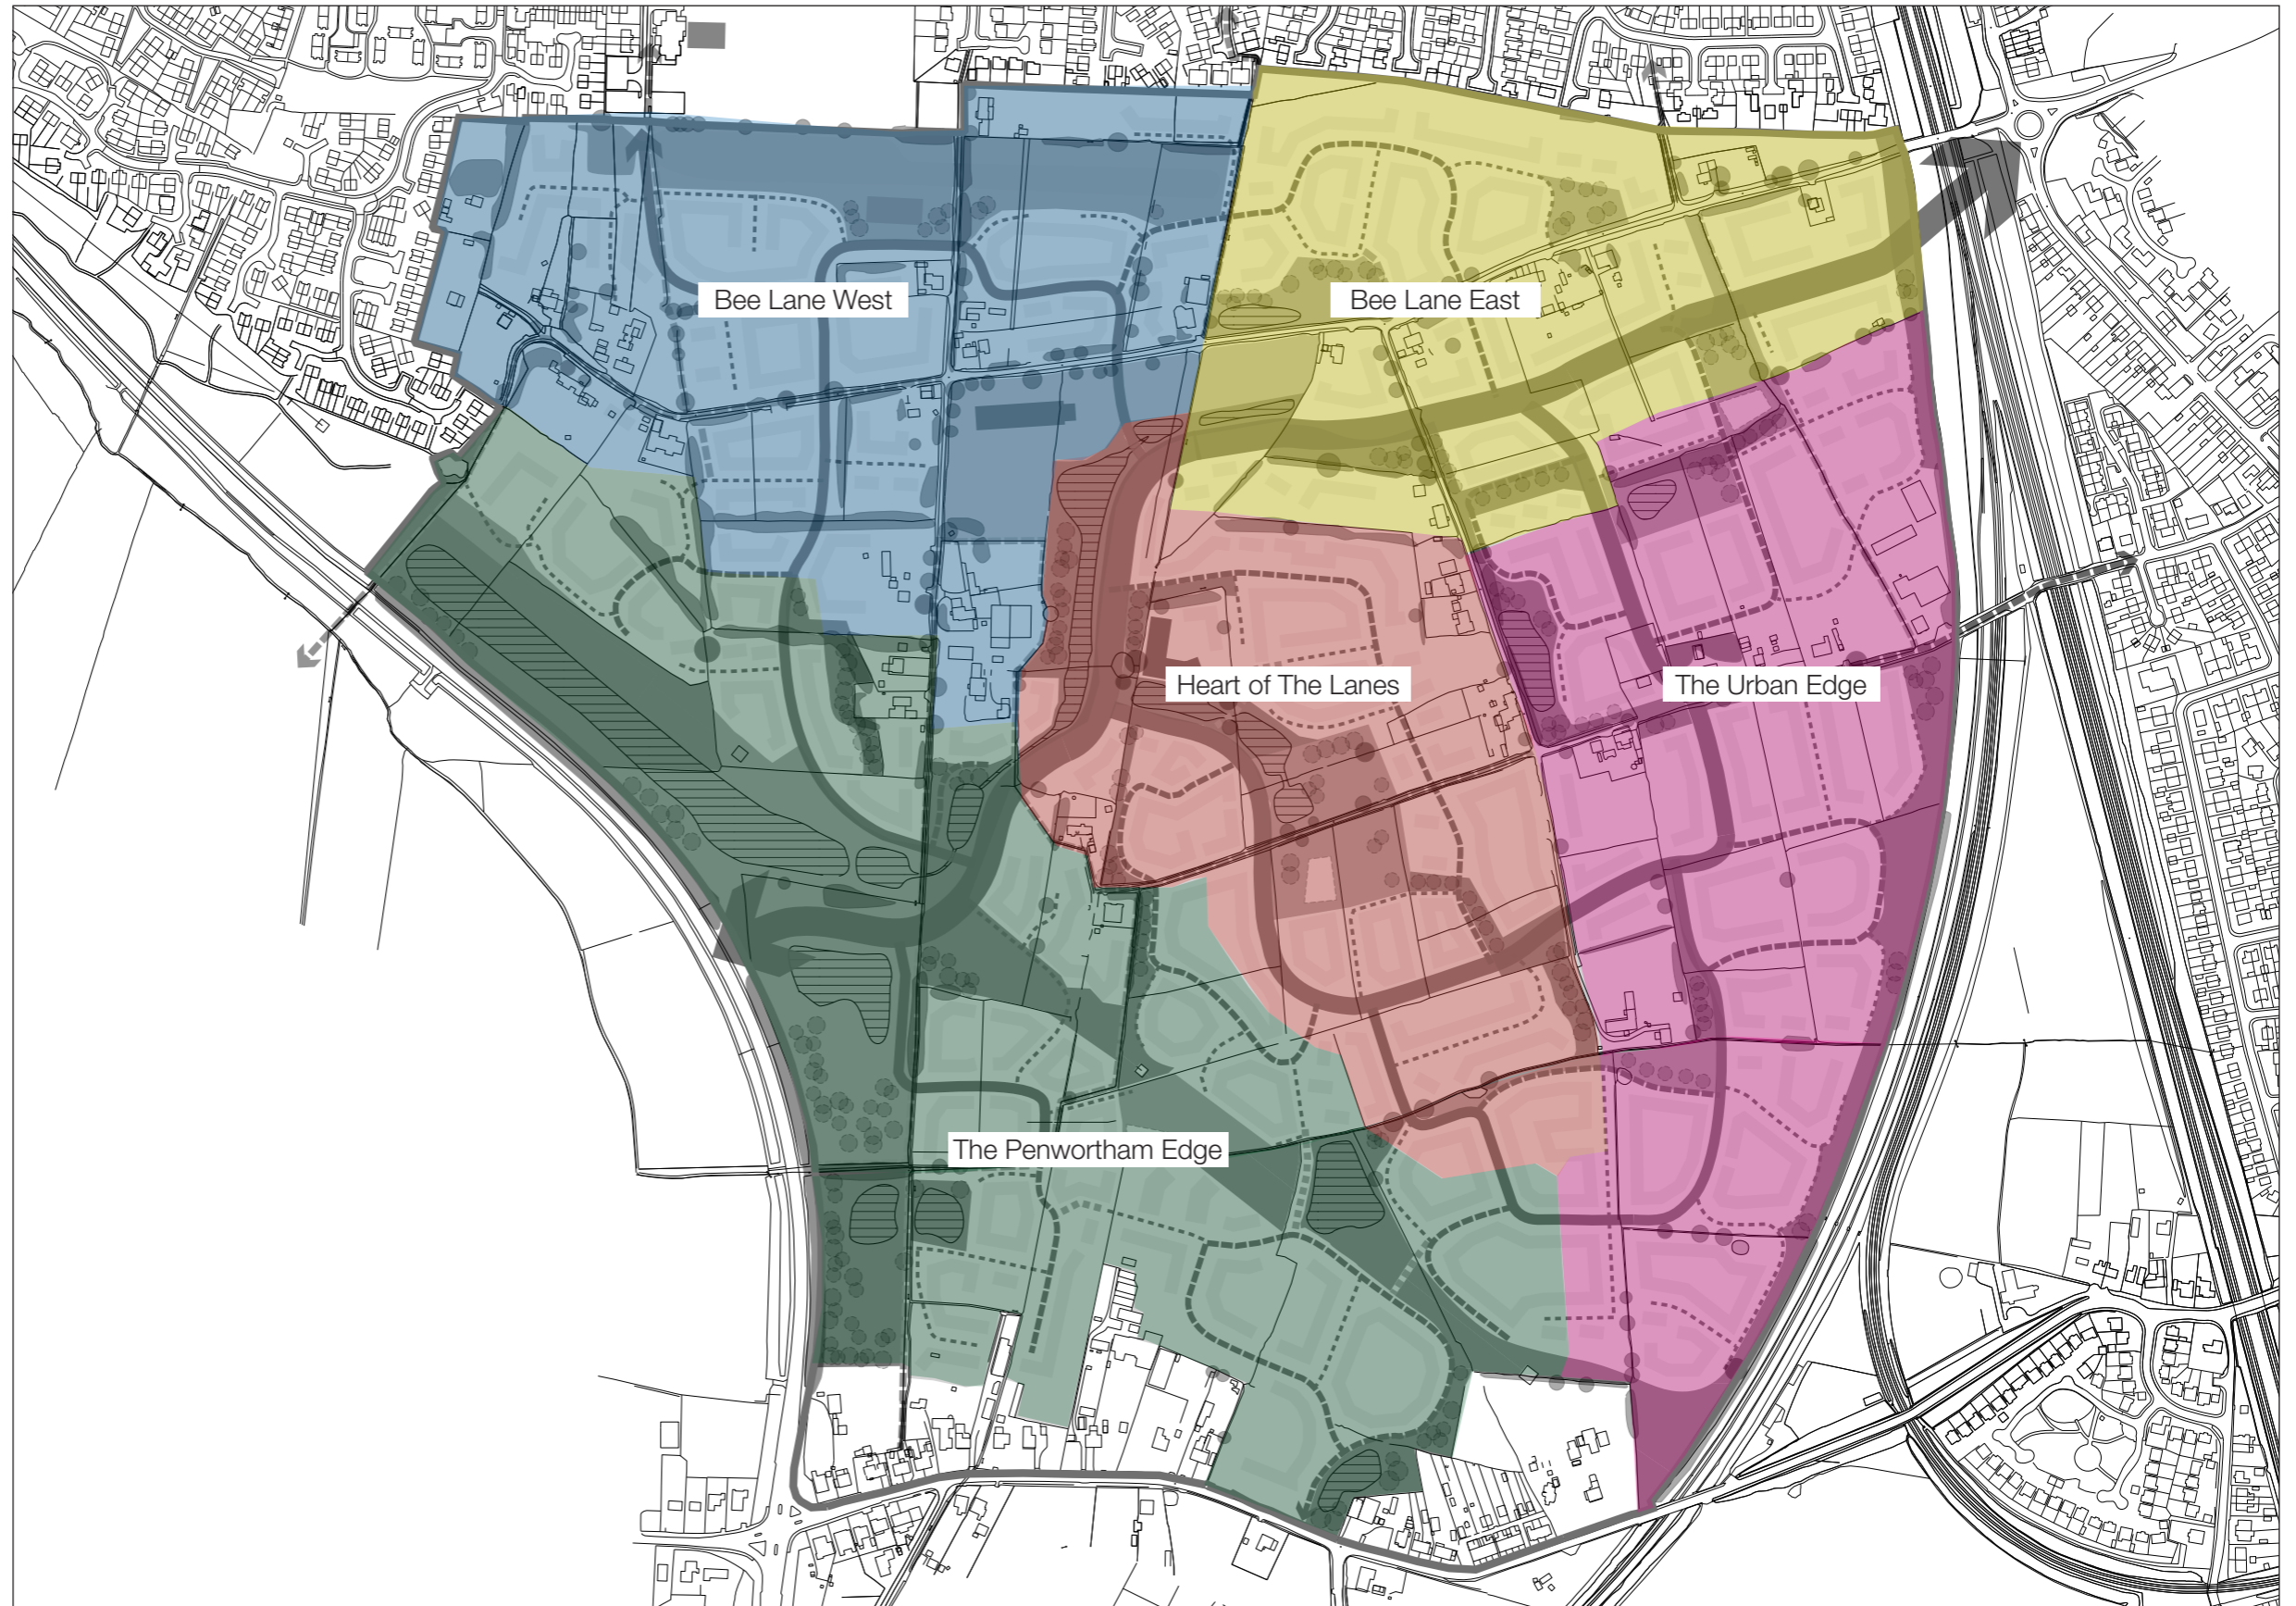 Bee Lane West
Bee Lane East
Heart of The Lanes
The Urban Edge
The Penwortham Edge